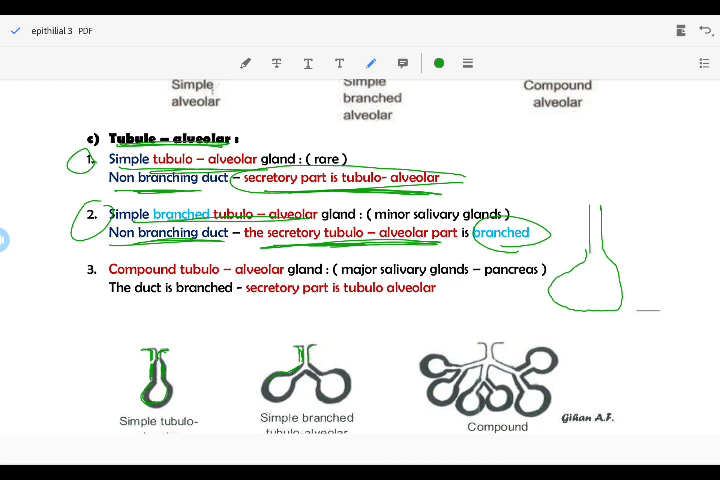 epithilial 3 PDF
Simple
alveolar
Simple
branched
alveolar
Compound
alveolar
c) Tubule – alveolar :
1. Simple tubulo – alveolar gland : ( rare )
Non branching duct – secretory part is tubulo- alveolar
2. Simple branched tubulo – alveolar gland : ( minor salivary glands )
Non branching duct – the secretory tubulo – alveolar part is branched
3. Compound tubulo – alveolar gland : ( major salivary glands – pancreas )
The duct is branched - secretory part is tubulo alveolar
Simple tubulo-
Simple branched
tubulo-alveolar
Compound
Gihan A.F.